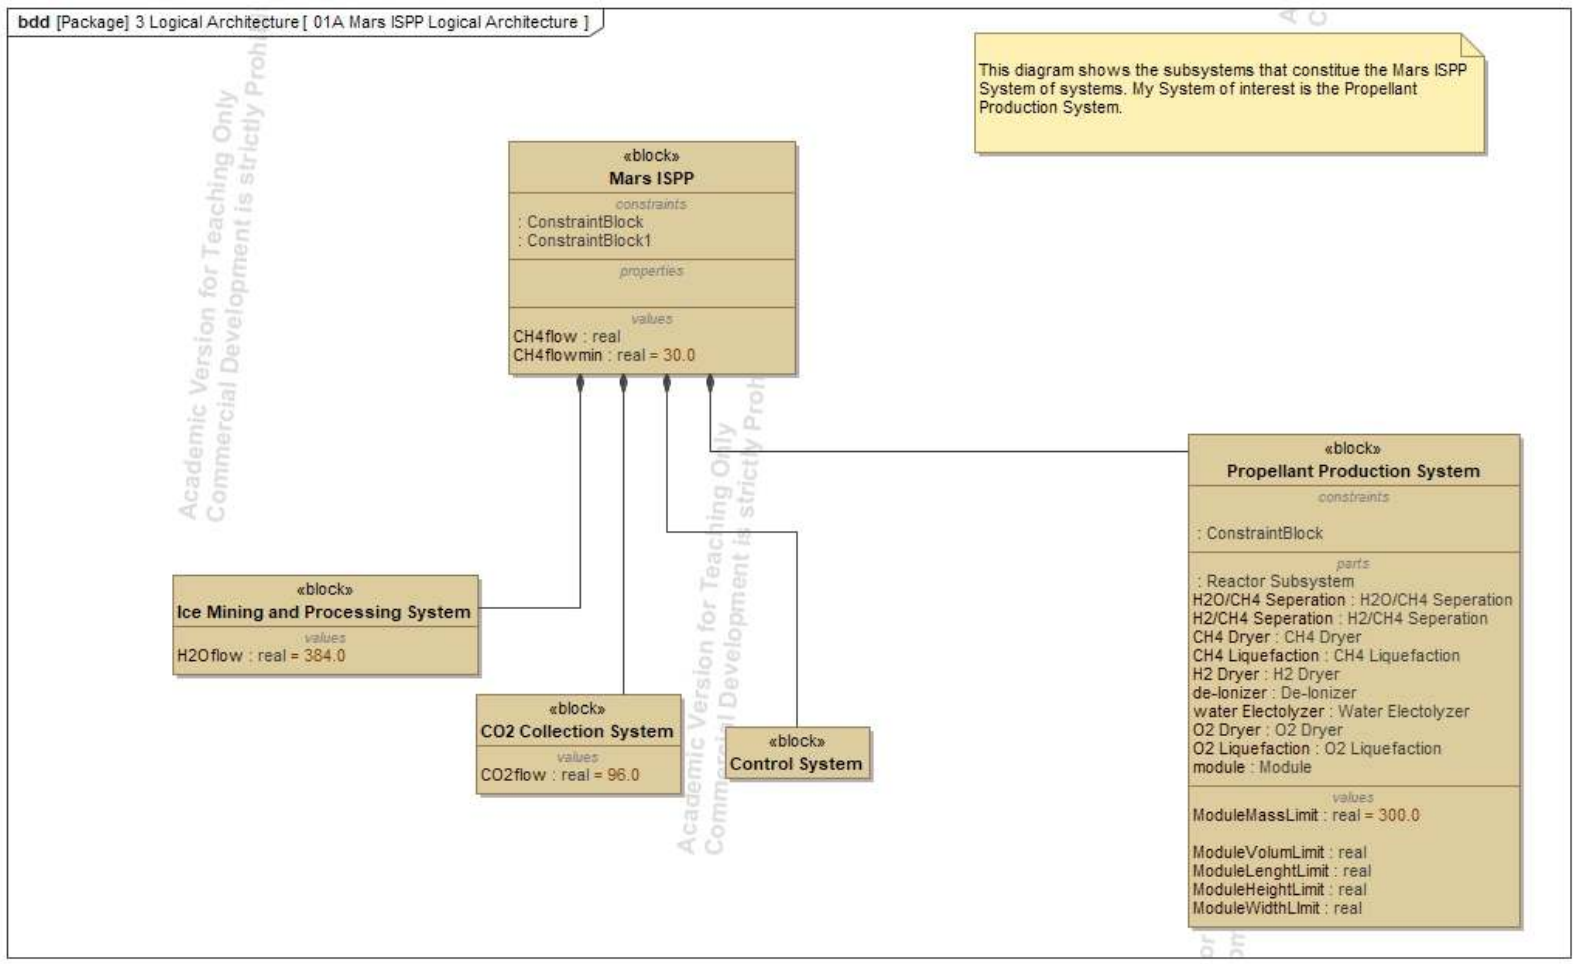 bdd [Package] 3 Logical Architecture [ 01A Mars ISPP Logical Architecture ]
This diagram shows the subsystems that constitue the Mars ISPP
System of systems. My System of interest is the Propellant
Production System.
«block»
Mars ISPP
constraints
: ConstraintBlock
: ConstraintBlock1
properties
values
CH4flow : real
CH4flowmin : real = 30.0
«block»
Propellant Production System
constraints
: ConstraintBlock
parts
: Reactor Subsystem
H2O/CH4 Seperation : H2O/CH4 Seperation
H2/CH4 Seperation : H2/CH4 Seperation
CH4 Dryer : CH4 Dryer
CH4 Liquefaction : CH4 Liquefaction
H2 Dryer : H2 Dryer
de-Ionizer : De-Ionizer
water Electolyzer : Water Electolyzer
O2 Dryer : O2 Dryer
O2 Liquefaction : O2 Liquefaction
module : Module
values
ModuleMassLimit : real = 300.0
ModuleVolumLimit : real
ModuleLenghtLimit : real
ModuleHeightLimit : real
ModuleWidthLImit : real
«block»
Ice Mining and Processing System
values
H2Oflow : real = 384.0
«block»
CO2 Collection System
values
CO2flow : real = 96.0
«block»
Control System
Academic Version for Teaching Only
Commercial Development is strictly Prohi
Academic Version for Teaching Only
Commercial Development is strictly Proh